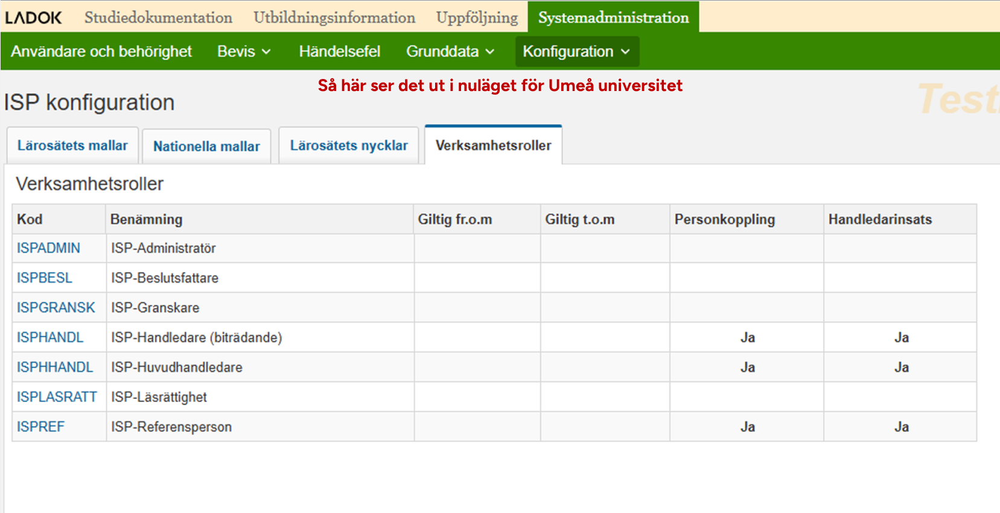 LADOK Studiedokumentation Utbildningsinformation Uppföljning Systemadministration
Användare och behörighet Bevis Händelsefel Grunddata Konfiguration
Så här ser det ut i nuläget för Umeå universitet
Test
ISP konfiguration
Lärosätets mallar Nationella mallar Lärosätets nycklar Verksamhetsroller
Verksamhetsroller
Kod Benämning Giltig fr.o.m Giltig t.o.m Personkoppling Handledarinsats
ISPADMIN ISP-Administratör
ISPBESL ISP-Beslutsfattare
ISPGRANSK ISP-Granskare
ISPHANDL ISP-Handledare (biträdande) Ja Ja
ISPHHANDL ISP-Huvudhandledare Ja Ja
ISPLASRATT ISP-Läsrättighet
ISPREF ISP-Referensperson Ja Ja